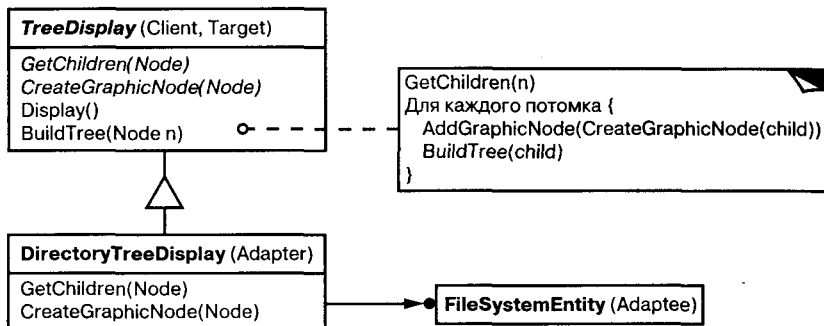 TreeDisplay (Client, Target)
GetChildren(Node)
CreateGraphicNode(Node)
Display()
BuildTree(Node n)
GetChildren(n)
Для каждого потомка {
AddGraphicNode(CreateGraphicNode(child))
BuildTree(child)
}
DirectoryTreeDisplay (Adapter)
GetChildren(Node)
CreateGraphicNode(Node)
FileSystemEntity (Adaptee)